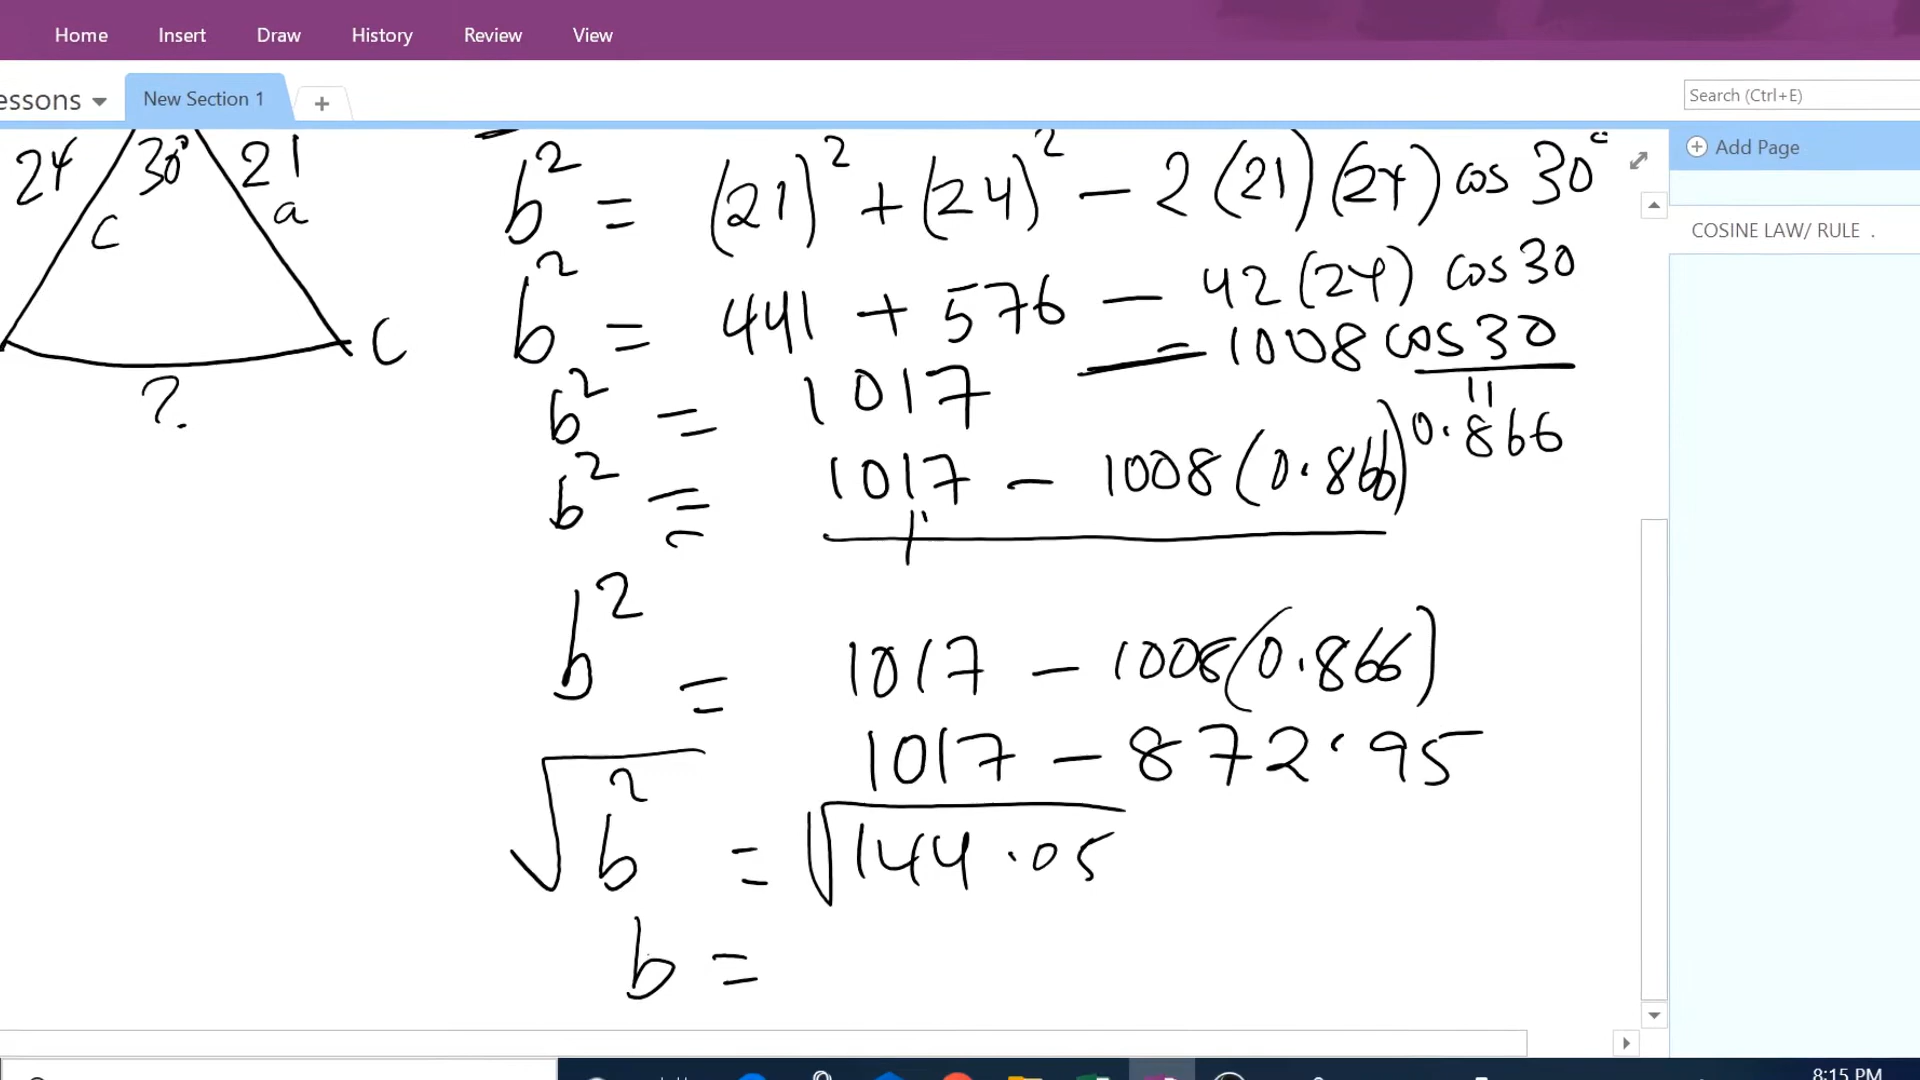 Home Insert Draw History Review View
essons New Section 1 +
Search (Ctrl+E)
Add Page
COSINE LAW/ RULE .
24 30° 21
c a
C
?
b² = (21)² + (24)² − 2(21)(24) cos 30°
b² = 441 + 576 − 42(24) cos 30
= 1008 cos 30
b² = 1017
0.866
b² = 1017 − 1008(0.866)
b² = 1017 − 1008(0.866)
1017 − 872.95
√b² = √144.05
b =
8:15 PM